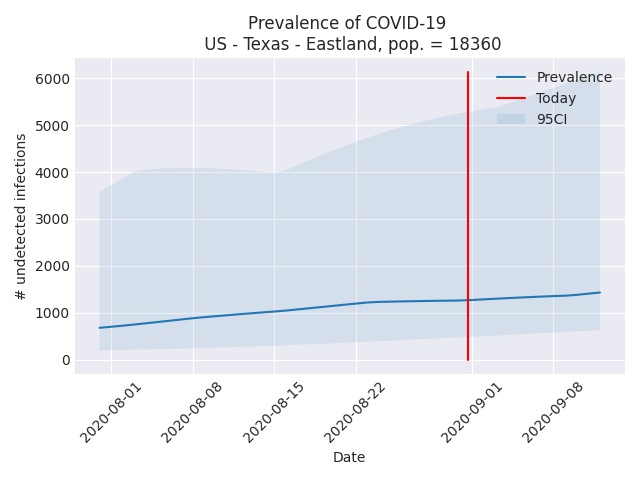 Prevalence of COVID-19
US - Texas - Eastland, pop. = 18360
Prevalence
Today
95CI
# undetected infections
6000
5000
4000
3000
2000
1000
0
2020-08-01
2020-08-08
2020-08-15
2020-08-22
2020-09-01
2020-09-08
Date